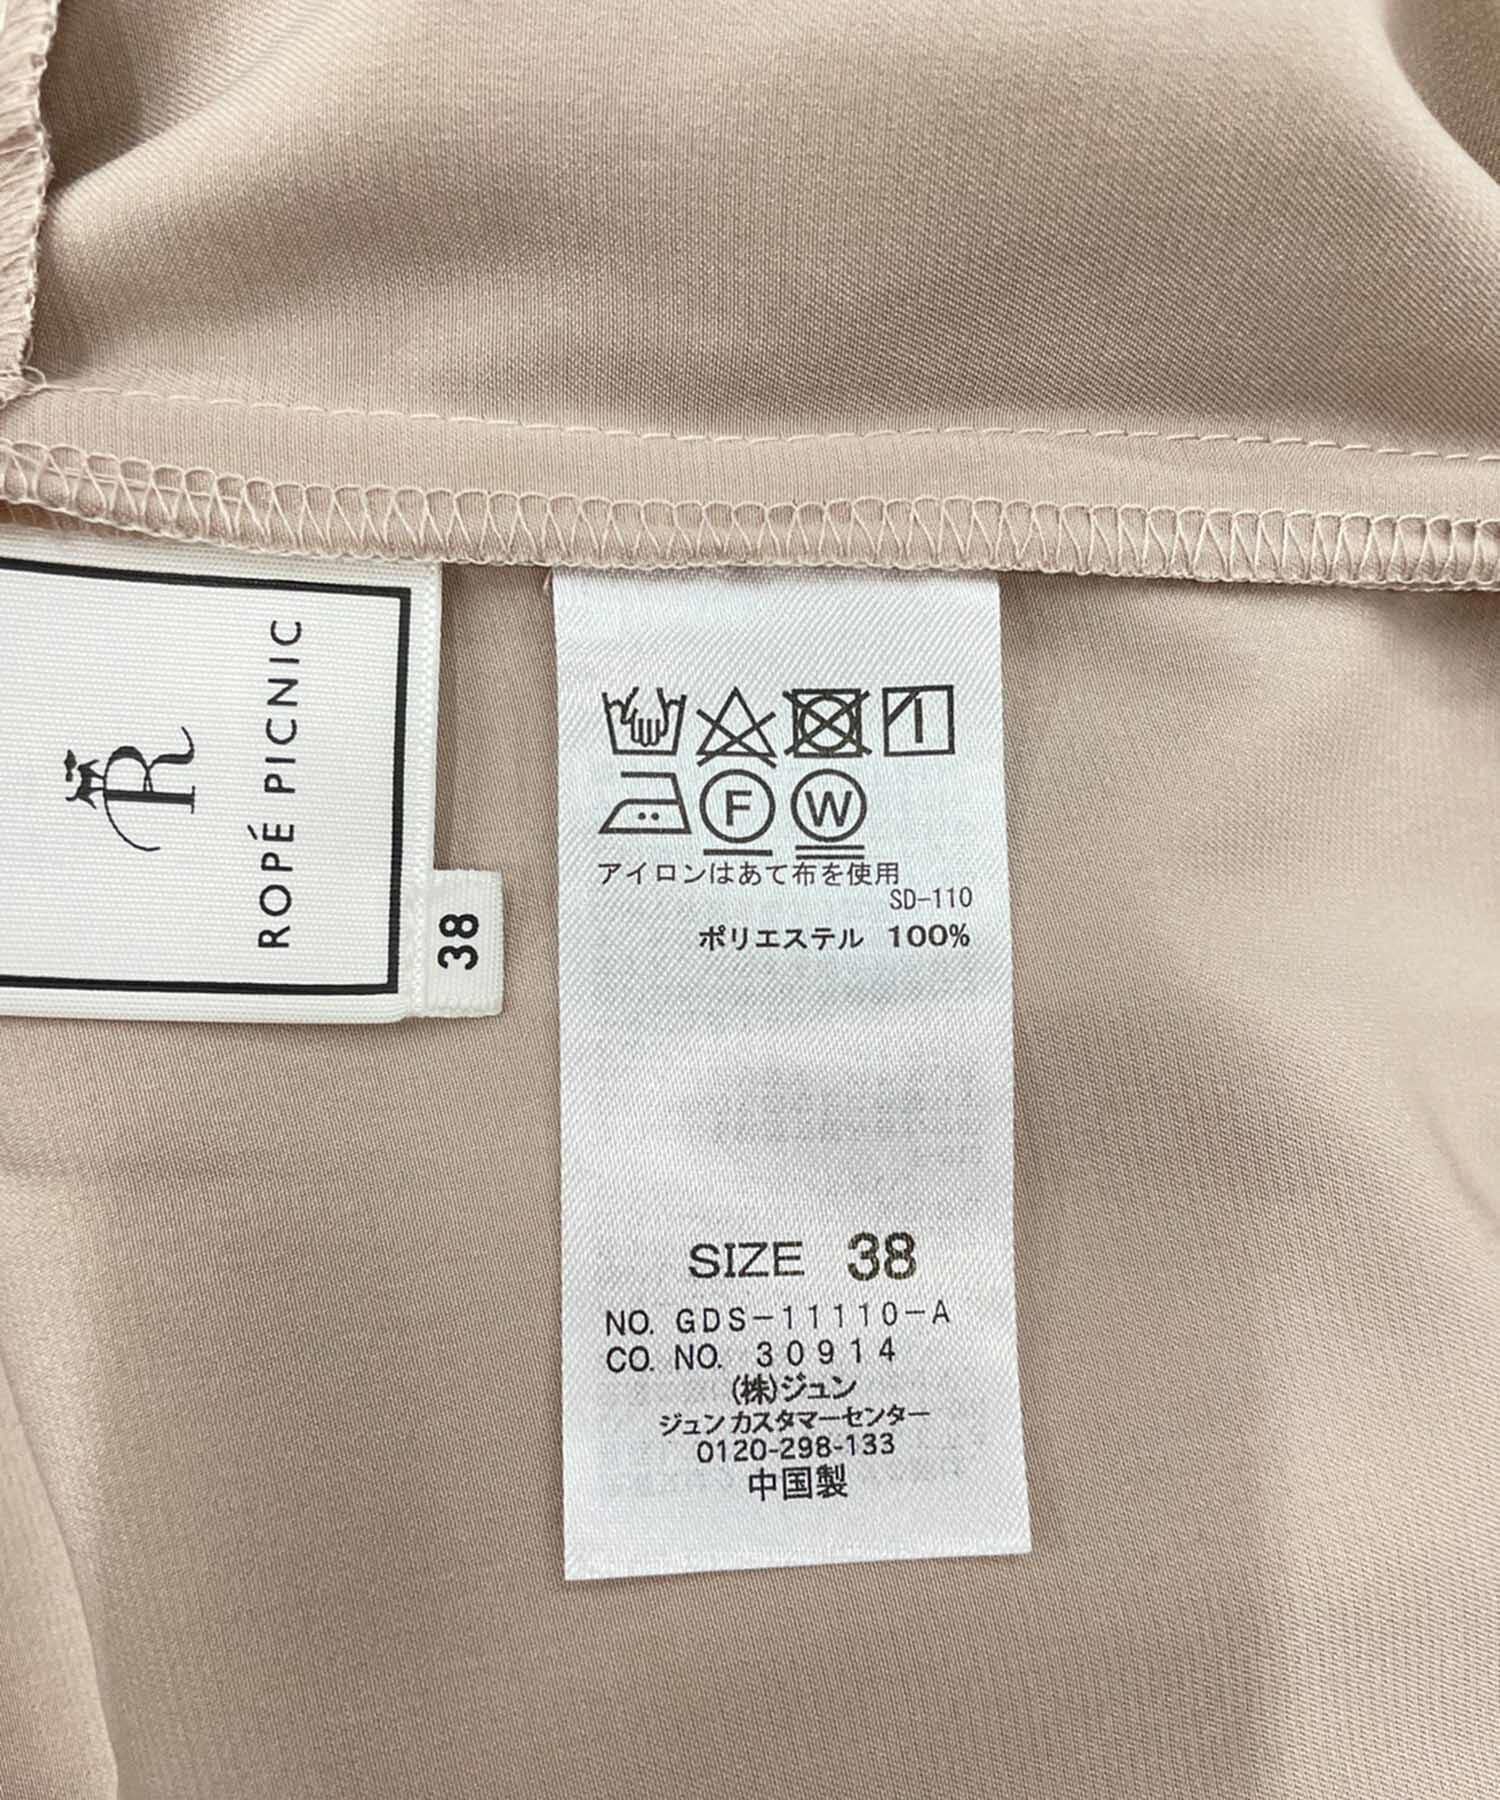 R
ROPÉ PICNIC
38
F W
アイロンはあて布を使用
SD-110
ポリエステル 100%
SIZE 38
NO. GDS-11110-A
CO. NO. 30914
(株)ジュン
ジュンカスタマーセンター
0120-298-133
中国製